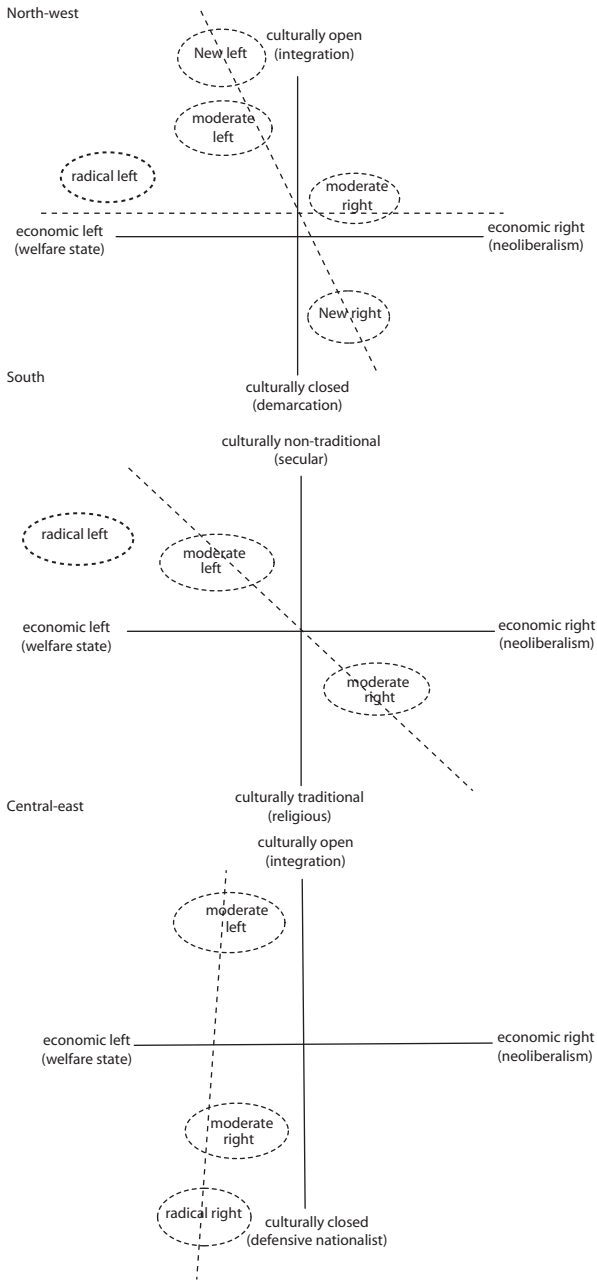 North-west
culturally open
(integration)
New left
moderate
left
radical left
moderate
right
economic left
(welfare state)
economic right
(neoliberalism)
New right
South
culturally closed
(demarcation)
culturally non-traditional
(secular)
radical left
moderate
left
economic left
(welfare state)
economic right
(neoliberalism)
moderate
right
Central-east
culturally traditional
(religious)
culturally open
(integration)
moderate
left
economic left
(welfare state)
economic right
(neoliberalism)
moderate
right
radical right
culturally closed
(defensive nationalist)